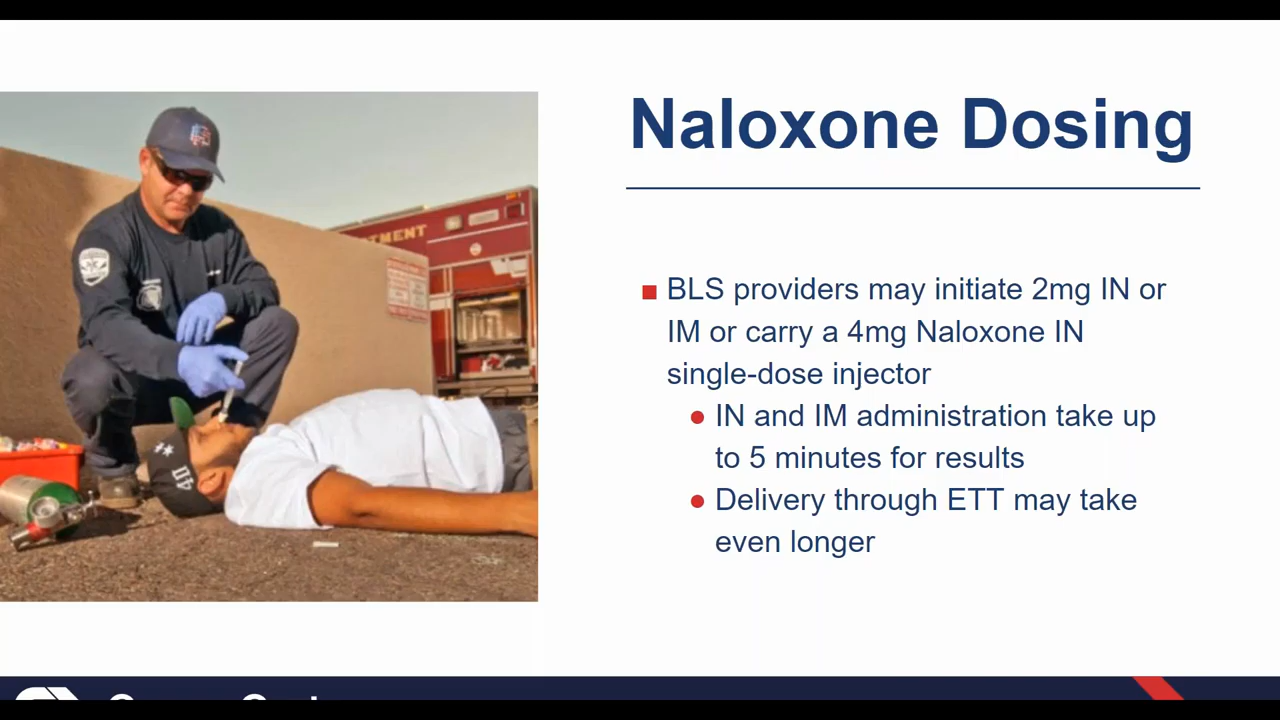 Naloxone Dosing
BLS providers may initiate 2mg IN or
IM or carry a 4mg Naloxone IN
single-dose injector
IN and IM administration take up
to 5 minutes for results
Delivery through ETT may take
even longer